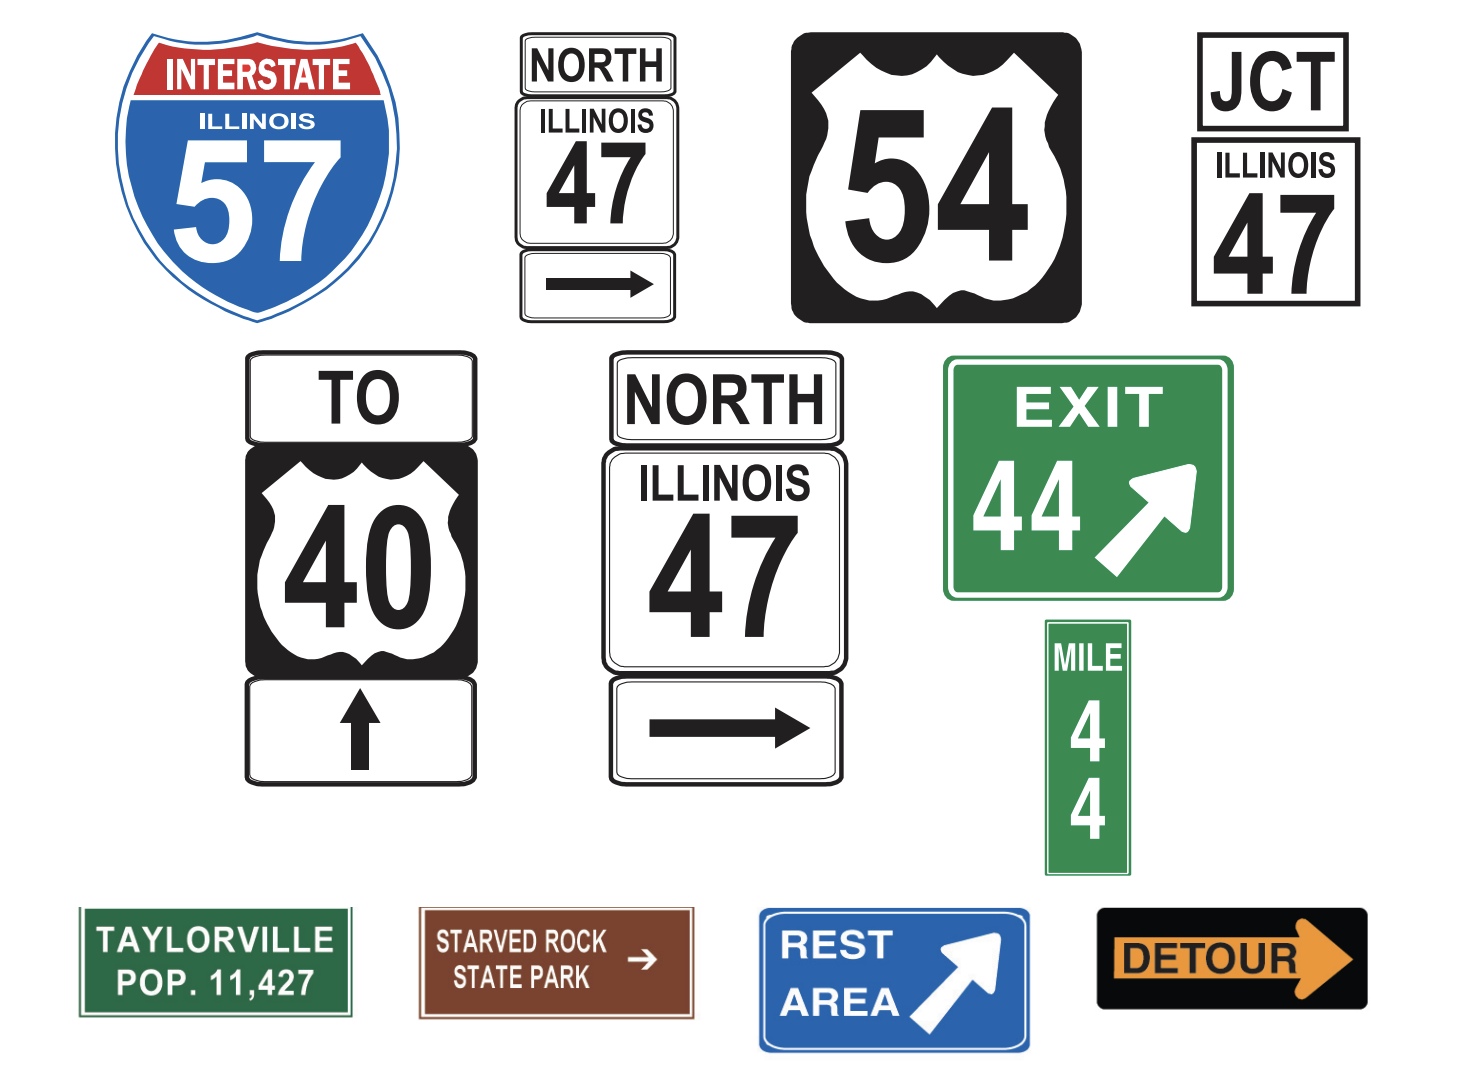 INTERSTATE
ILLINOIS
57
NORTH
ILLINOIS
47
54
JCT
ILLINOIS
47
TO
40
NORTH
ILLINOIS
47
EXIT
44
MILE
4
4
TAYLORVILLE
POP. 11,427
STARVED ROCK
STATE PARK
REST
AREA
DETOUR